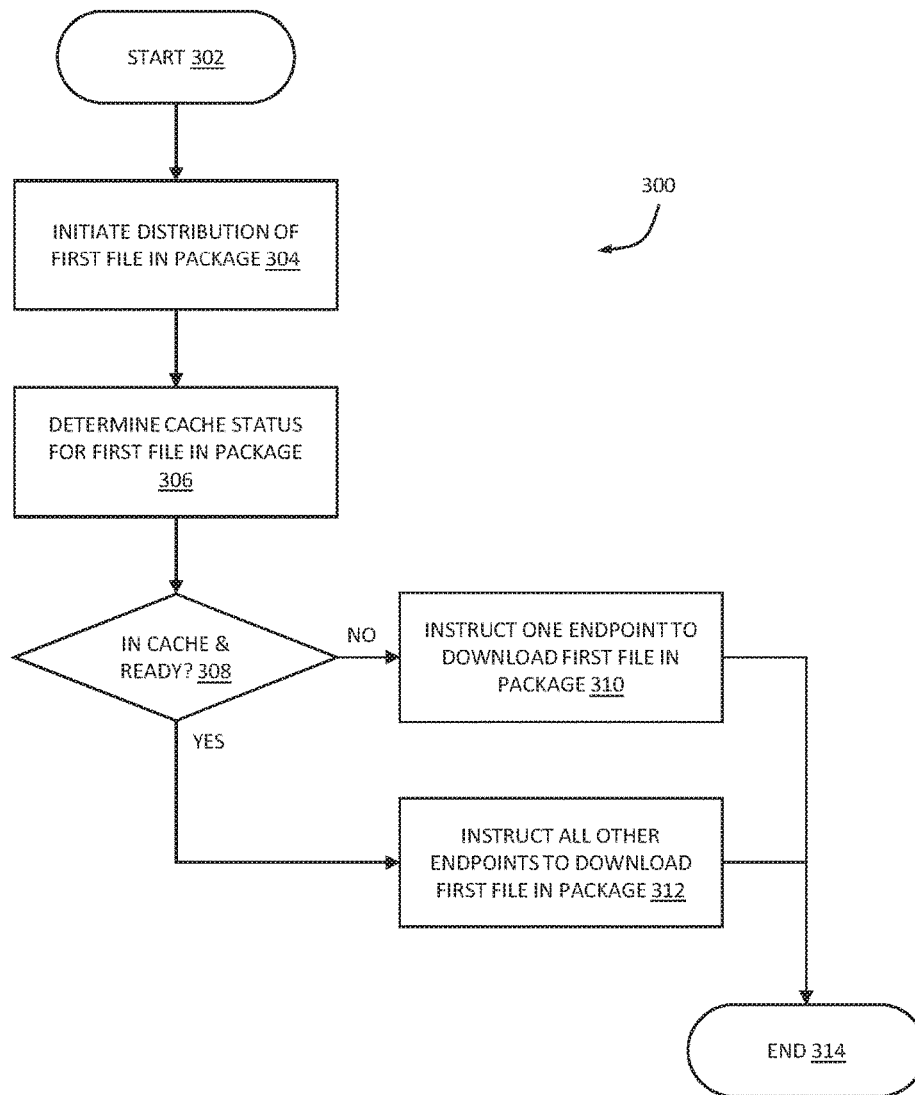 START 302
300
INITIATE DISTRIBUTION OF
FIRST FILE IN PACKAGE 304
DETERMINE CACHE STATUS
FOR FIRST FILE IN PACKAGE
306
IN CACHE &
READY? 308
NO
INSTRUCT ONE ENDPOINT TO
DOWNLOAD FIRST FILE IN
PACKAGE 310
YES
INSTRUCT ALL OTHER
ENDPOINTS TO DOWNLOAD
FIRST FILE IN PACKAGE 312
END 314